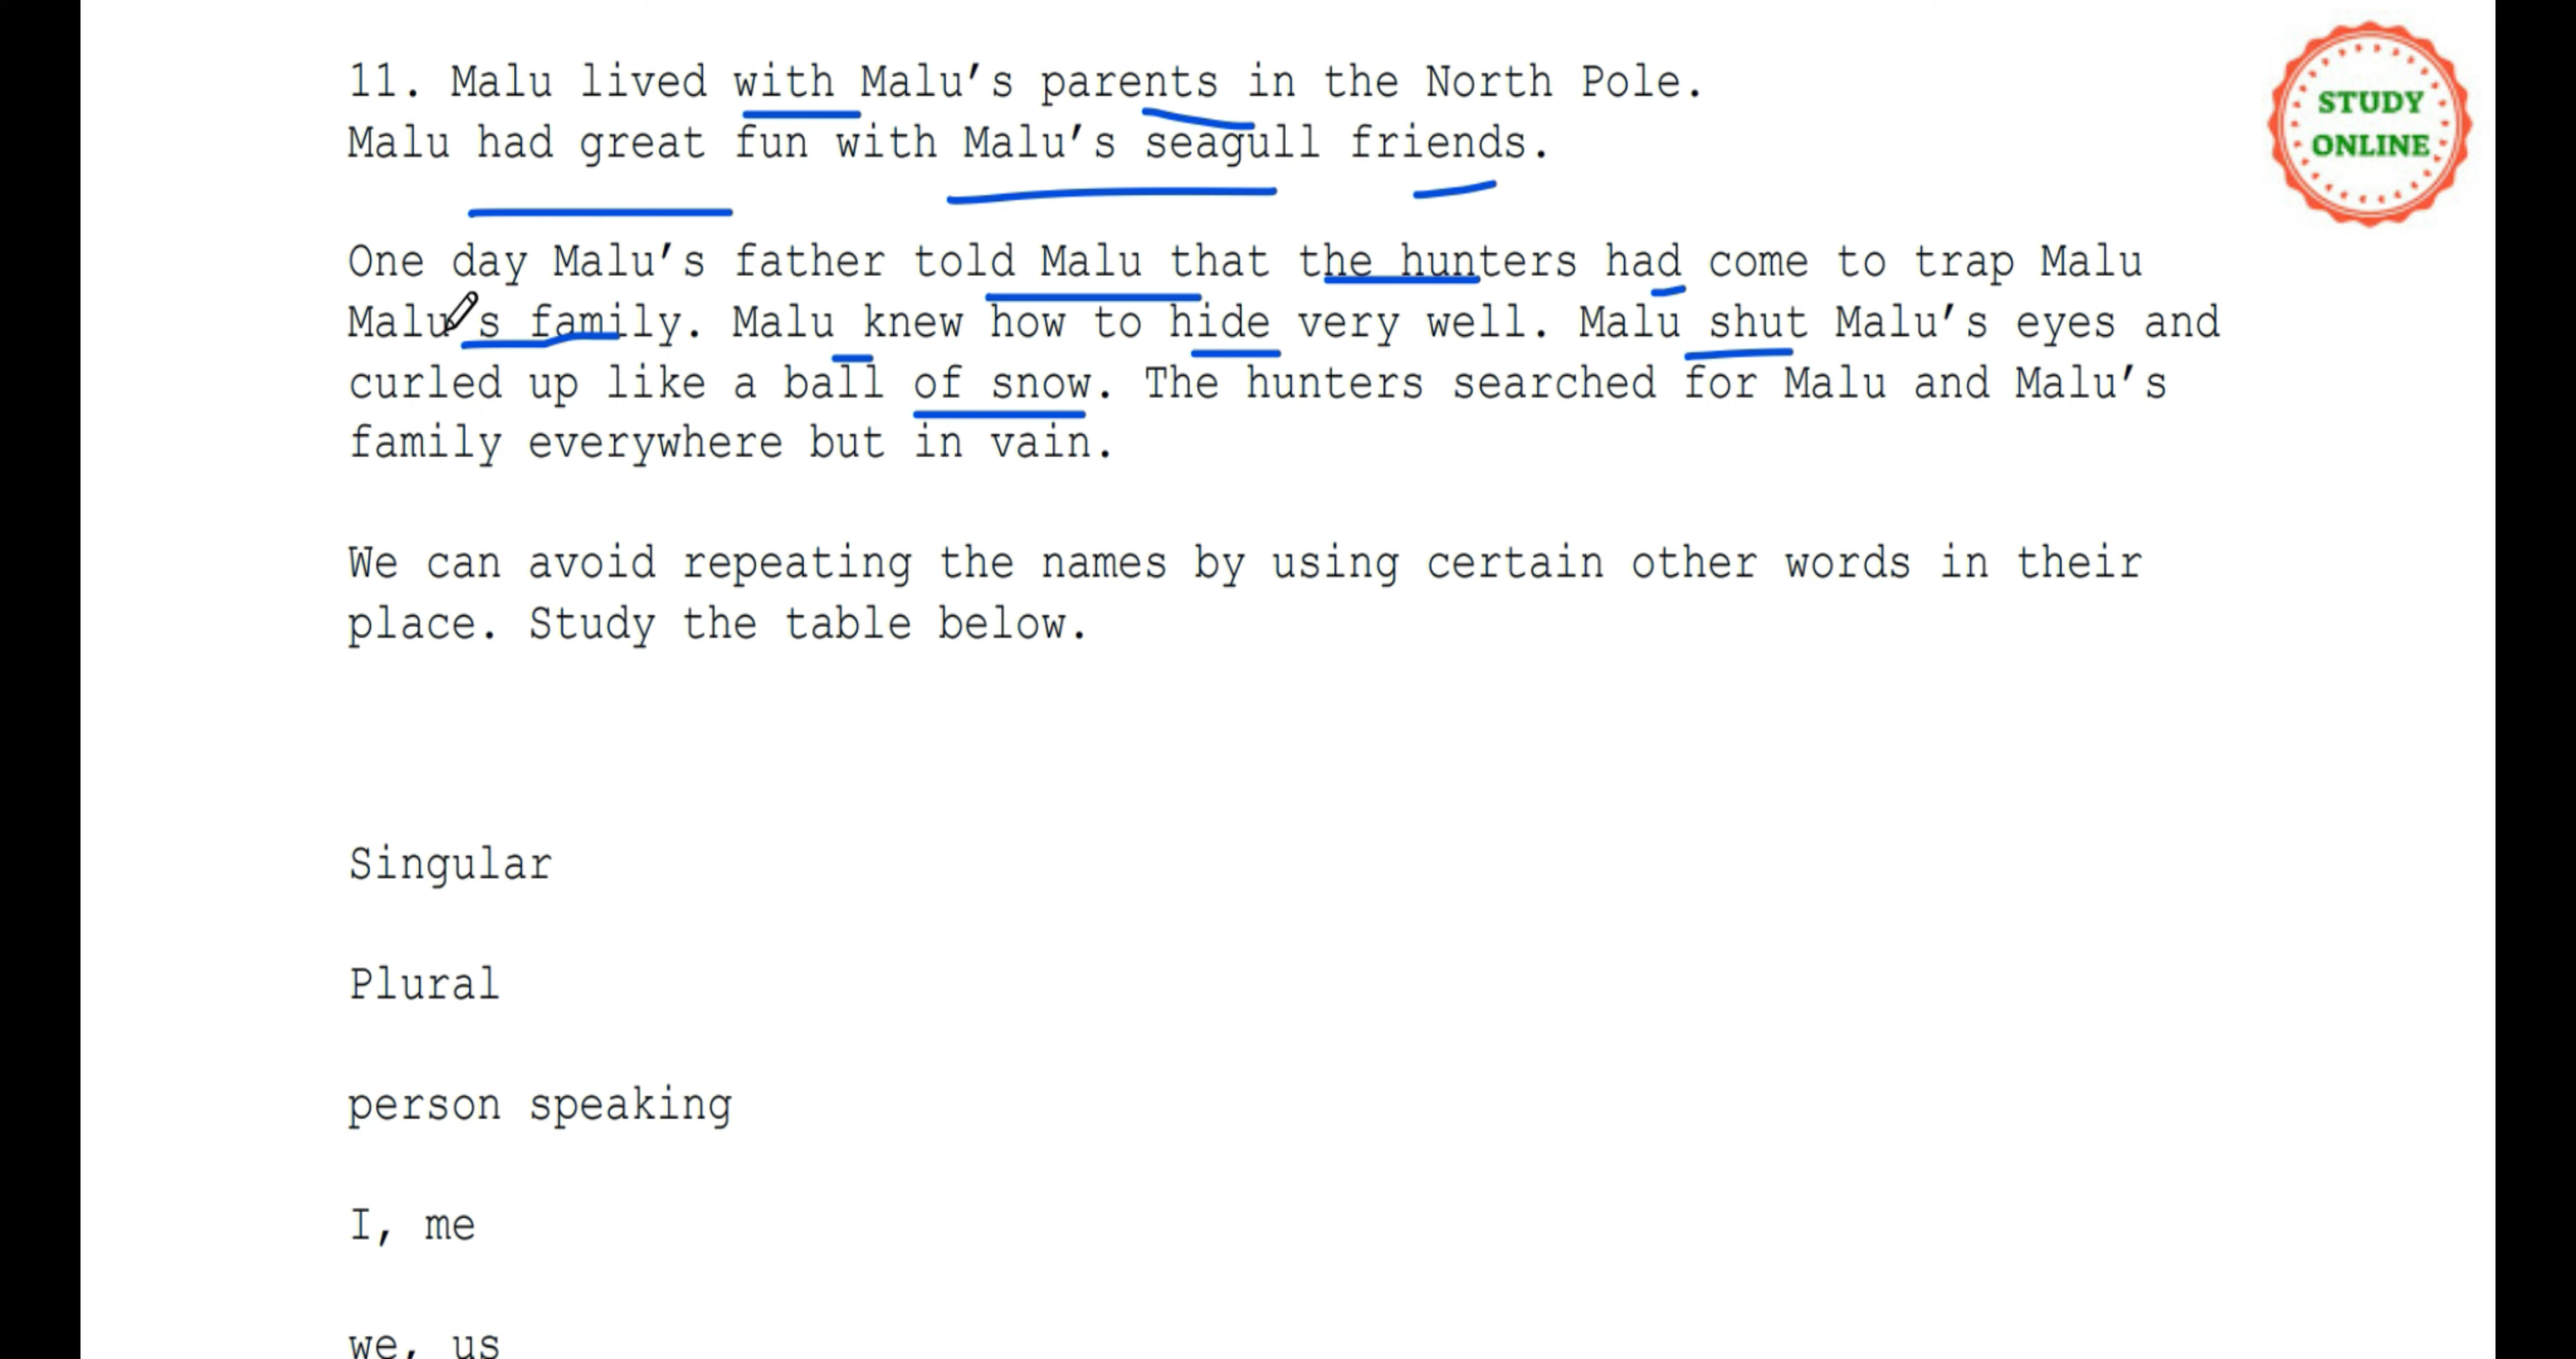 11. Malu lived with Malu's parents in the North Pole.
Malu had great fun with Malu's seagull friends.
One day Malu's father told Malu that the hunters had come to trap Malu
Malu's family. Malu knew how to hide very well. Malu shut Malu's eyes and
curled up like a ball of snow. The hunters searched for Malu and Malu's
family everywhere but in vain.
We can avoid repeating the names by using certain other words in their
place. Study the table below.
Singular
Plural
person speaking
I, me
we, us
STUDY
ONLINE